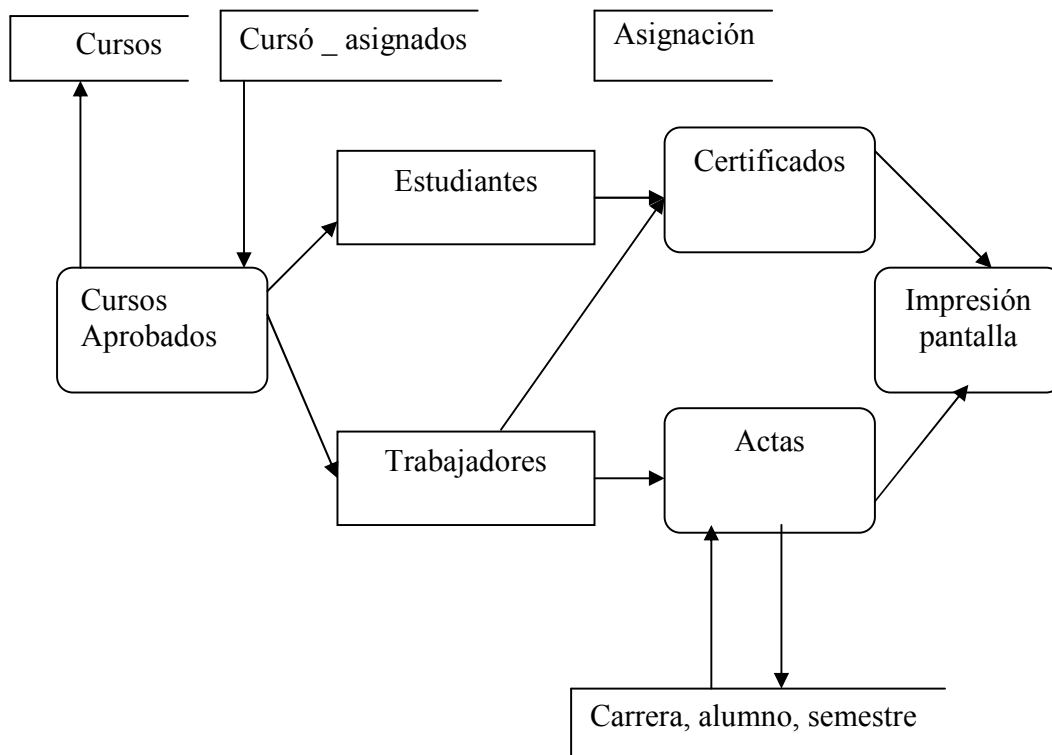 Cursos
Cursó _ asignados
Asignación
Estudiantes
Certificados
Cursos
Aprobados
Impresión
pantalla
Trabajadores
Actas
Carrera, alumno, semestre